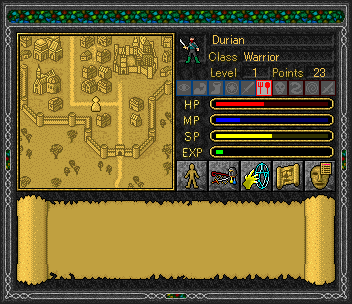 Durian
Class Warrior
Level 1 Points 23
HP
MP
SP
EXP